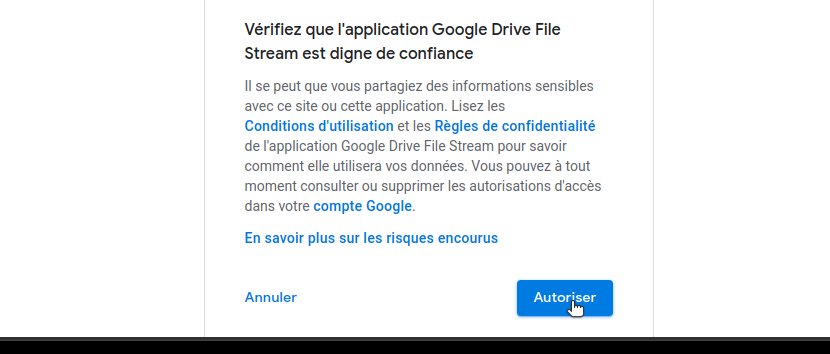 Vérifiez que l'application Google Drive File
Stream est digne de confiance
Il se peut que vous partagiez des informations sensibles
avec ce site ou cette application. Lisez les
Conditions d'utilisation et les Règles de confidentialité
de l'application Google Drive File Stream pour savoir
comment elle utilisera vos données. Vous pouvez à tout
moment consulter ou supprimer les autorisations d'accès
dans votre compte Google.
En savoir plus sur les risques encourus
Annuler
Autoriser